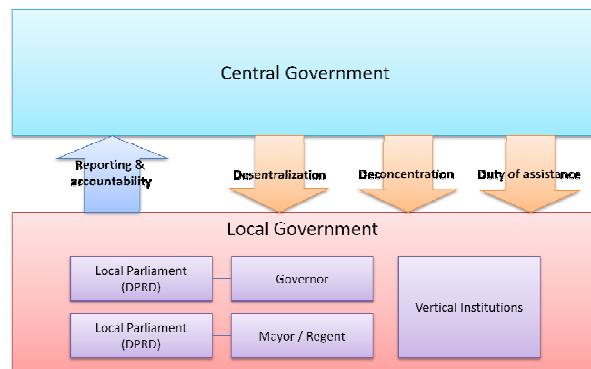 Central Government
Reporting &
accountability
Desentralization
Deconcentration
Duty of assistance
Local Government
Local Parliament
(DPRD)
Governor
Local Parliament
(DPRD)
Mayor / Regent
Vertical Institutions